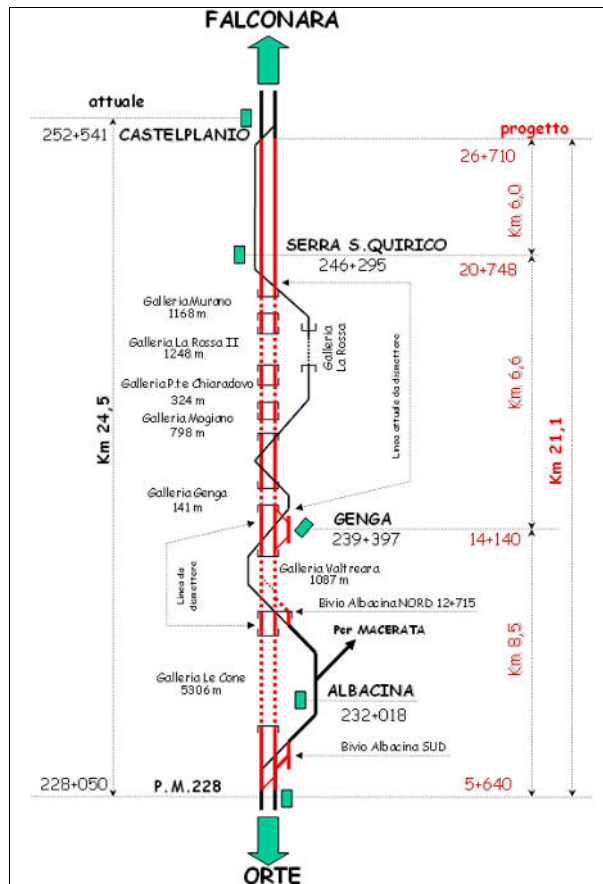 FALCONARA
attuale
252+541 CASTELPLANIO
progetto
26+710
Km 6,0
SERRA S.QUIRICO
246+295
20+748
Galleria Murano
1168 m
Galleria La Rossa II
1248 m
Galleria La Rossa
Galleria P.te Chiaradovo
324 m
Galleria Mogiano
798 m
Linea attuale da dismettere
Km 6,6
Km 24,5
Km 21,1
Galleria Genga
141 m
GENGA
239+397
14+140
Linea da dismettere
Galleria Valtreara
1087 m
Bivio Albacina NORD 12+715
Per MACERATA
Km 8,5
Galleria Le Cone
5306 m
ALBACINA
232+018
Bivio Albacina SUD
228+050
P.M.228
5+640
ORTE